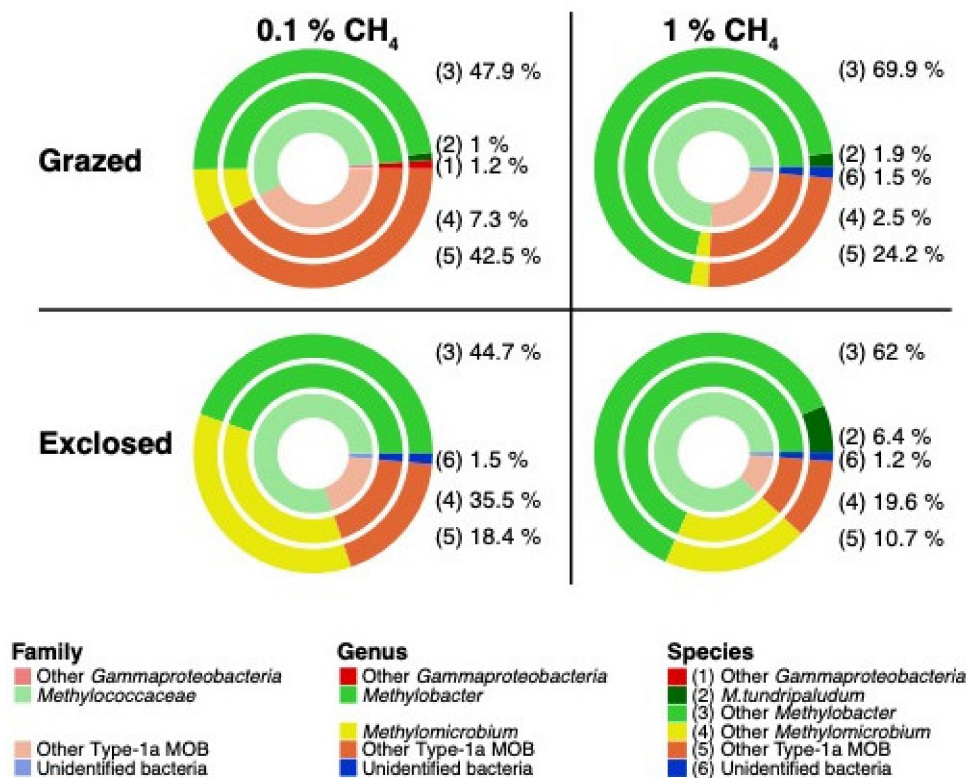 0.1 % CH₄
1 % CH₄
Grazed
(3) 47.9 %
(2) 1 %
(1) 1.2 %
(4) 7.3 %
(5) 42.5 %
(3) 69.9 %
(2) 1.9 %
(6) 1.5 %
(4) 2.5 %
(5) 24.2 %
Exclosed
(3) 44.7 %
(6) 1.5 %
(4) 35.5 %
(5) 18.4 %
(3) 62 %
(2) 6.4 %
(6) 1.2 %
(4) 19.6 %
(5) 10.7 %
Family
Other Gammaproteobacteria
Methylococcaceae
Other Type-1a MOB
Unidentified bacteria
Genus
Other Gammaproteobacteria
Methylobacter
Methylomicrobium
Other Type-1a MOB
Unidentified bacteria
Species
(1) Other Gammaproteobacteria
(2) M.tundripaludum
(3) Other Methylobacter
(4) Other Methylomicrobium
(5) Other Type-1a MOB
(6) Unidentified bacteria